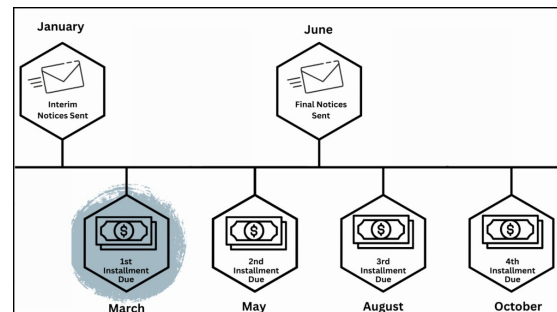 January
June
Interim
Notices Sent
Final Notices
Sent
$
1st
Installment
Due
$
2nd
Installment
Due
$
3rd
Installment
Due
$
4th
Installment
Due
March
May
August
October